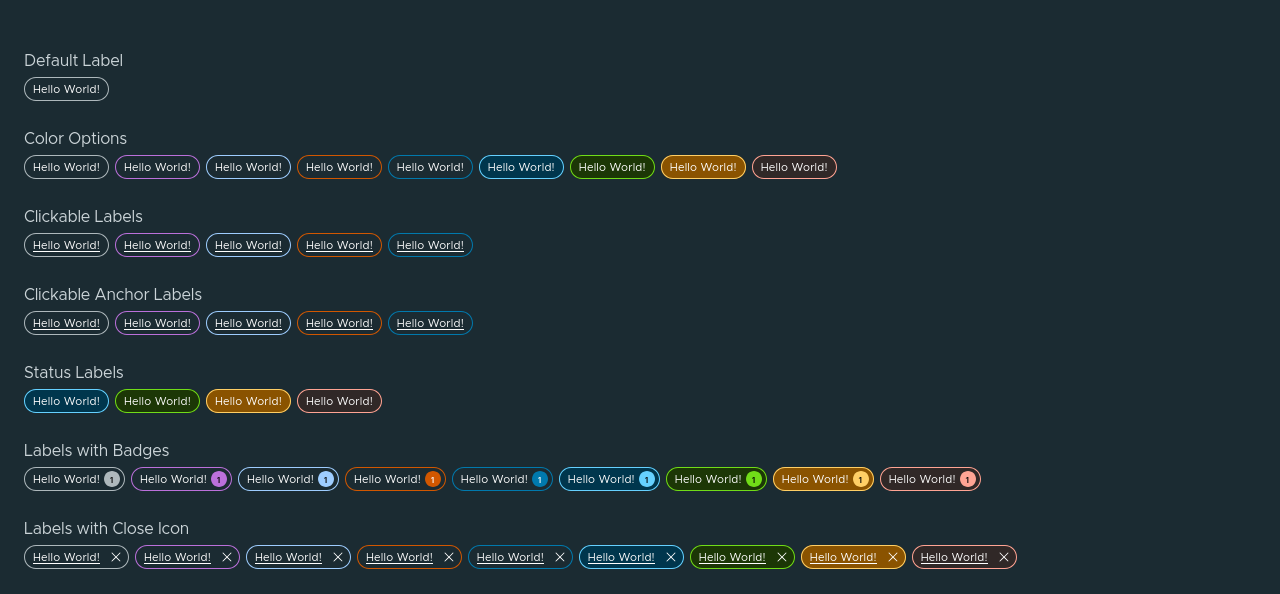 Default Label
Hello World!
Color Options
Hello World! Hello World! Hello World! Hello World! Hello World! Hello World! Hello World! Hello World! Hello World!
Clickable Labels
Hello World! Hello World! Hello World! Hello World! Hello World!
Clickable Anchor Labels
Hello World! Hello World! Hello World! Hello World! Hello World!
Status Labels
Hello World! Hello World! Hello World! Hello World!
Labels with Badges
Hello World! 1 Hello World! 1 Hello World! 1 Hello World! 1 Hello World! 1 Hello World! 1 Hello World! 1 Hello World! 1 Hello World! 1
Labels with Close Icon
Hello World! Hello World! Hello World! Hello World! Hello World! Hello World! Hello World! Hello World! Hello World!